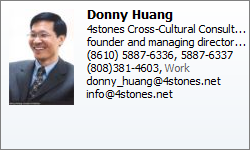 Donny Huang
4stones Cross-Cultural Consult...
founder and managing director...
(8610) 5887-6336, 5887-6337
(808)381-4603, Work
donny_huang@4stones.net
info@4stones.net